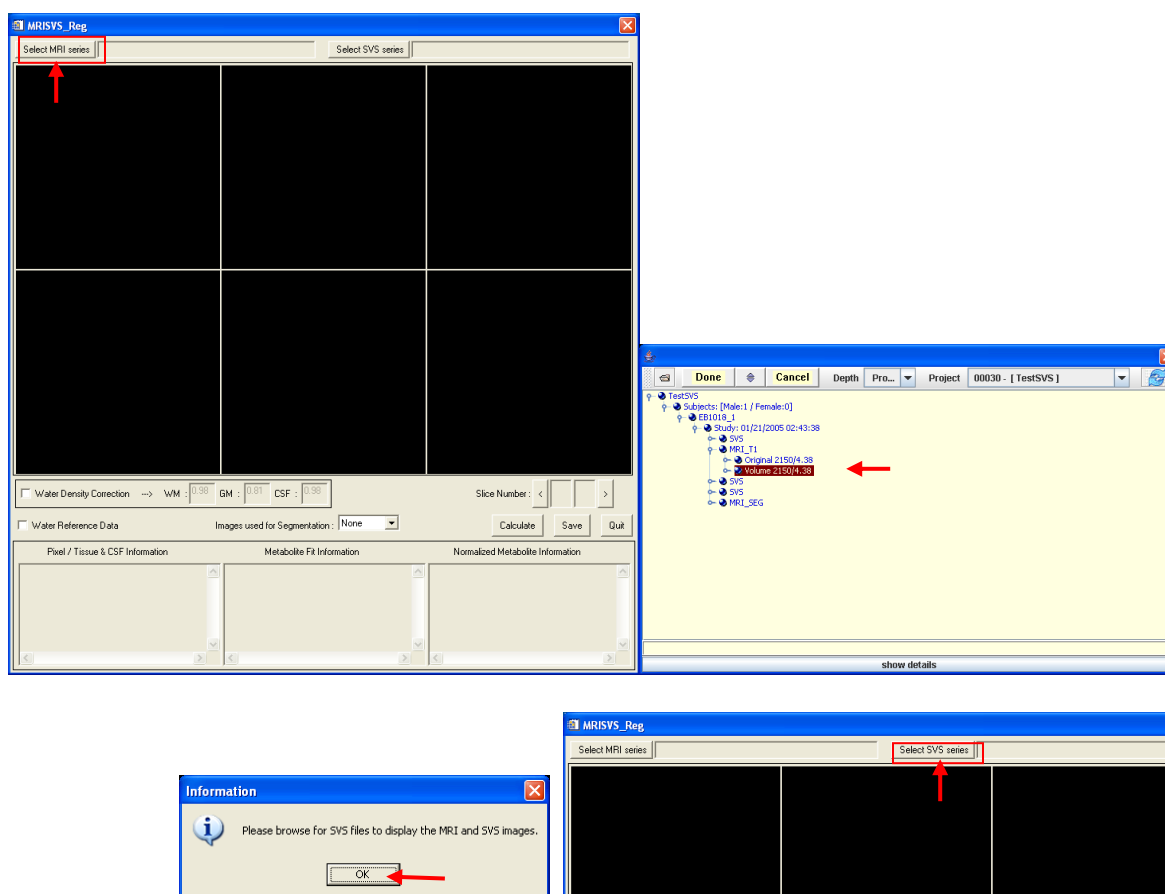 MRISVS_Reg
Select MRI series Select SVS series
Water Density Correction ---> WM : 0.98 GM : 0.81 CSF : 0.98 Slice Number : < >
Water Reference Data Images used for Segmentation : None Calculate Save Quit
Pixel / Tissue & CSF Information Metabolite Fit Information Normalized Metabolite Information
Done Cancel Depth Pro... Project 00030 - [ TestSVS ]
TestSVS
Subjects: [Male:1 / Female:0]
EB1018_1
Study: 01/21/2005 02:43:38
SVS
MRI_T1
Original 2150/4.38
Volume 2150/4.38
SVS
SVS
MRI_SEG
show details
MRISVS_Reg
Select MRI series Select SVS series
Information
Please browse for SVS files to display the MRI and SVS images.
OK